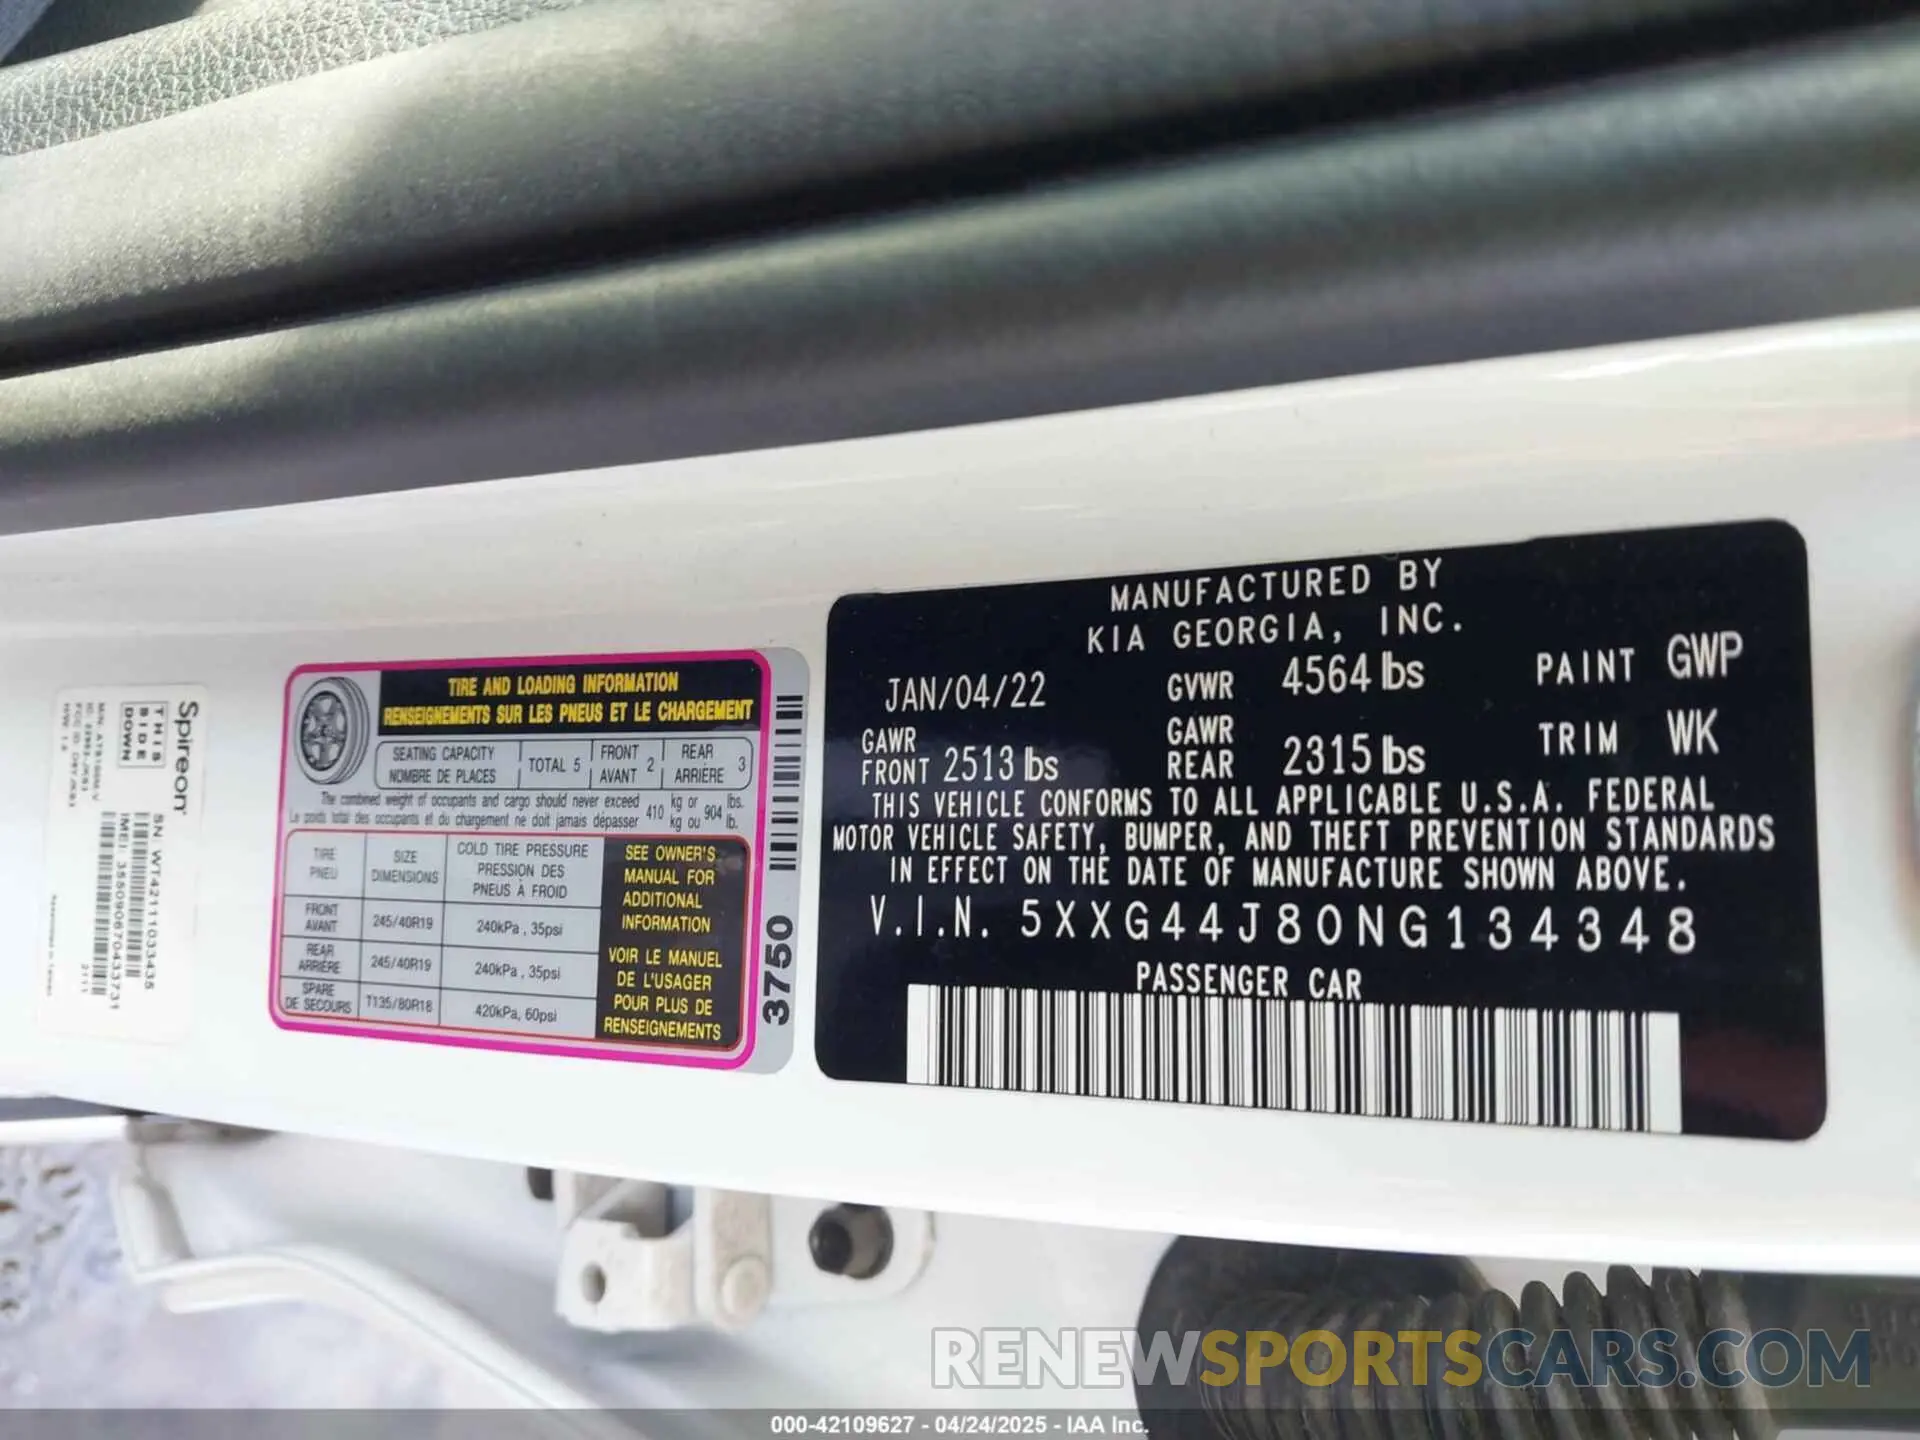 Spireon
THIS
SIDE
DOWN
SN WT42111033435
IMEI: 355090670433731
2111
TIRE AND LOADING INFORMATION
RENSEIGNEMENTS SUR LES PNEUS ET LE CHARGEMENT
SEATING CAPACITY
NOMBRE DE PLACES
TOTAL 5
FRONT
AVANT
2
REAR
ARRIÈRE
3
The combined weight of occupants and cargo should never exceed 410 kg or 904 lbs.
Le poids total des occupants et du chargement ne doit jamais dépasser kg ou lb.
TIRE
PNEU
SIZE
DIMENSIONS
COLD TIRE PRESSURE
PRESSION DES
PNEUS À FROID
FRONT
AVANT
245/40R19
240kPa, 35psi
REAR
ARRIÈRE
245/40R19
240kPa, 35psi
SPARE
DE SECOURS
T135/80R18
420kPa, 60psi
SEE OWNER'S
MANUAL FOR
ADDITIONAL
INFORMATION
VOIR LE MANUEL
DE L'USAGER
POUR PLUS DE
RENSEIGNEMENTS
3750
MANUFACTURED BY
KIA GEORGIA, INC.
JAN/04/22 GVWR 4564 lbs PAINT GWP
GAWR
FRONT 2513 lbs
GAWR
REAR 2315 lbs
TRIM WK
THIS VEHICLE CONFORMS TO ALL APPLICABLE U.S.A. FEDERAL
MOTOR VEHICLE SAFETY, BUMPER, AND THEFT PREVENTION STANDARDS
IN EFFECT ON THE DATE OF MANUFACTURE SHOWN ABOVE.
V.I.N. 5XXG44J80NG134348
PASSENGER CAR
RENEWSPORTSCARS.COM
000-42109627 - 04/24/2025 - IAA Inc.